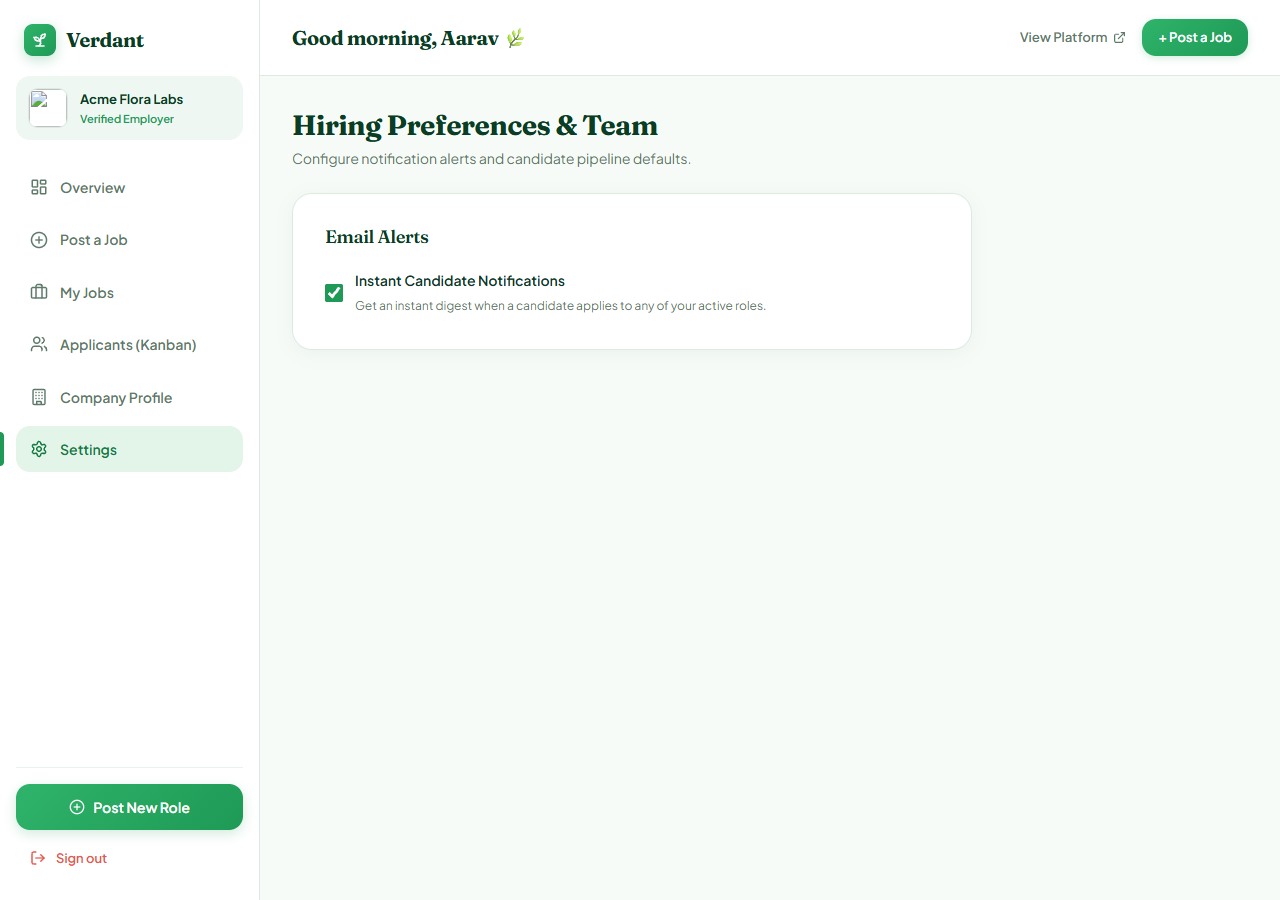 Verdant
Acme Flora Labs
Verified Employer
Overview
Post a Job
My Jobs
Applicants (Kanban)
Company Profile
Settings
Post New Role
Sign out
Good morning, Aarav 🌿
View Platform
+ Post a Job
Hiring Preferences & Team
Configure notification alerts and candidate pipeline defaults.
Email Alerts
Instant Candidate Notifications
Get an instant digest when a candidate applies to any of your active roles.